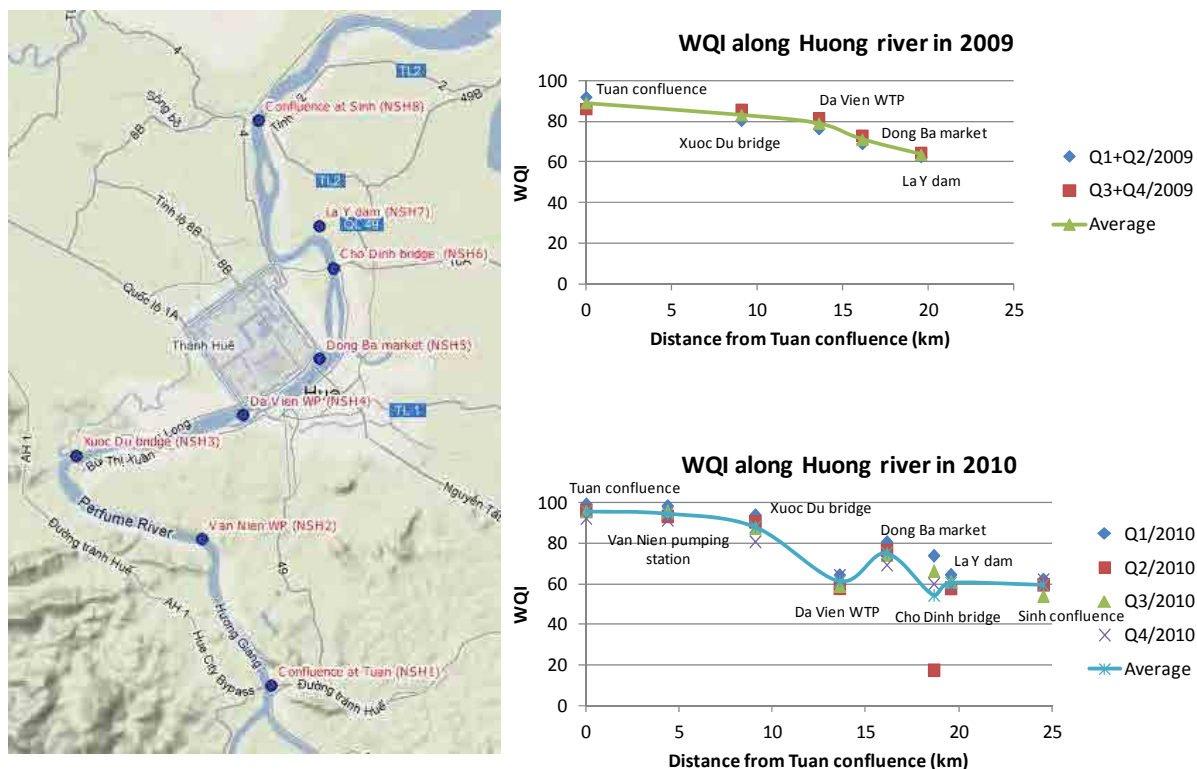 TL2
4
2
49B
Sông bồ
8B
Confluence at Sinh (NSH8)
Tỉnh
2
4
TL2
Tỉnh lộ 8B
La Y dam (NSH7)
QL 49
8B
Cho Dinh bridge (NSH6)
10A
Quốc lộ 1A
Thành Huế
Dong Ba market (NSH5)
Hue
Da Vien WP (NSH4)
TL 1
Long
Xuoc Du bridge (NSH3)
Bùi Thị Xuân
AH 1
Nguyễn Tất
Perfume River
Van Nien WP (NSH2)
Đường tránh Huế
49
AH 1
Hương Giang
Hue City Bypass
Confluence at Tuan (NSH1)
Đường tránh Huế
WQI along Huong river in 2009
WQI
100
80
60
40
20
0
Tuan confluence
Xuoc Du bridge
Da Vien WTP
Dong Ba market
La Y dam
0 5 10 15 20 25
Distance from Tuan confluence (km)
Q1+Q2/2009
Q3+Q4/2009
Average
WQI along Huong river in 2010
WQI
100
80
60
40
20
0
Tuan confluence
Van Nien pumping
station
Xuoc Du bridge
Da Vien WTP
Dong Ba market
Cho Dinh bridge
La Y dam
Sinh confluence
0 5 10 15 20 25
Distance from Tuan confluence (km)
Q1/2010
Q2/2010
Q3/2010
Q4/2010
Average